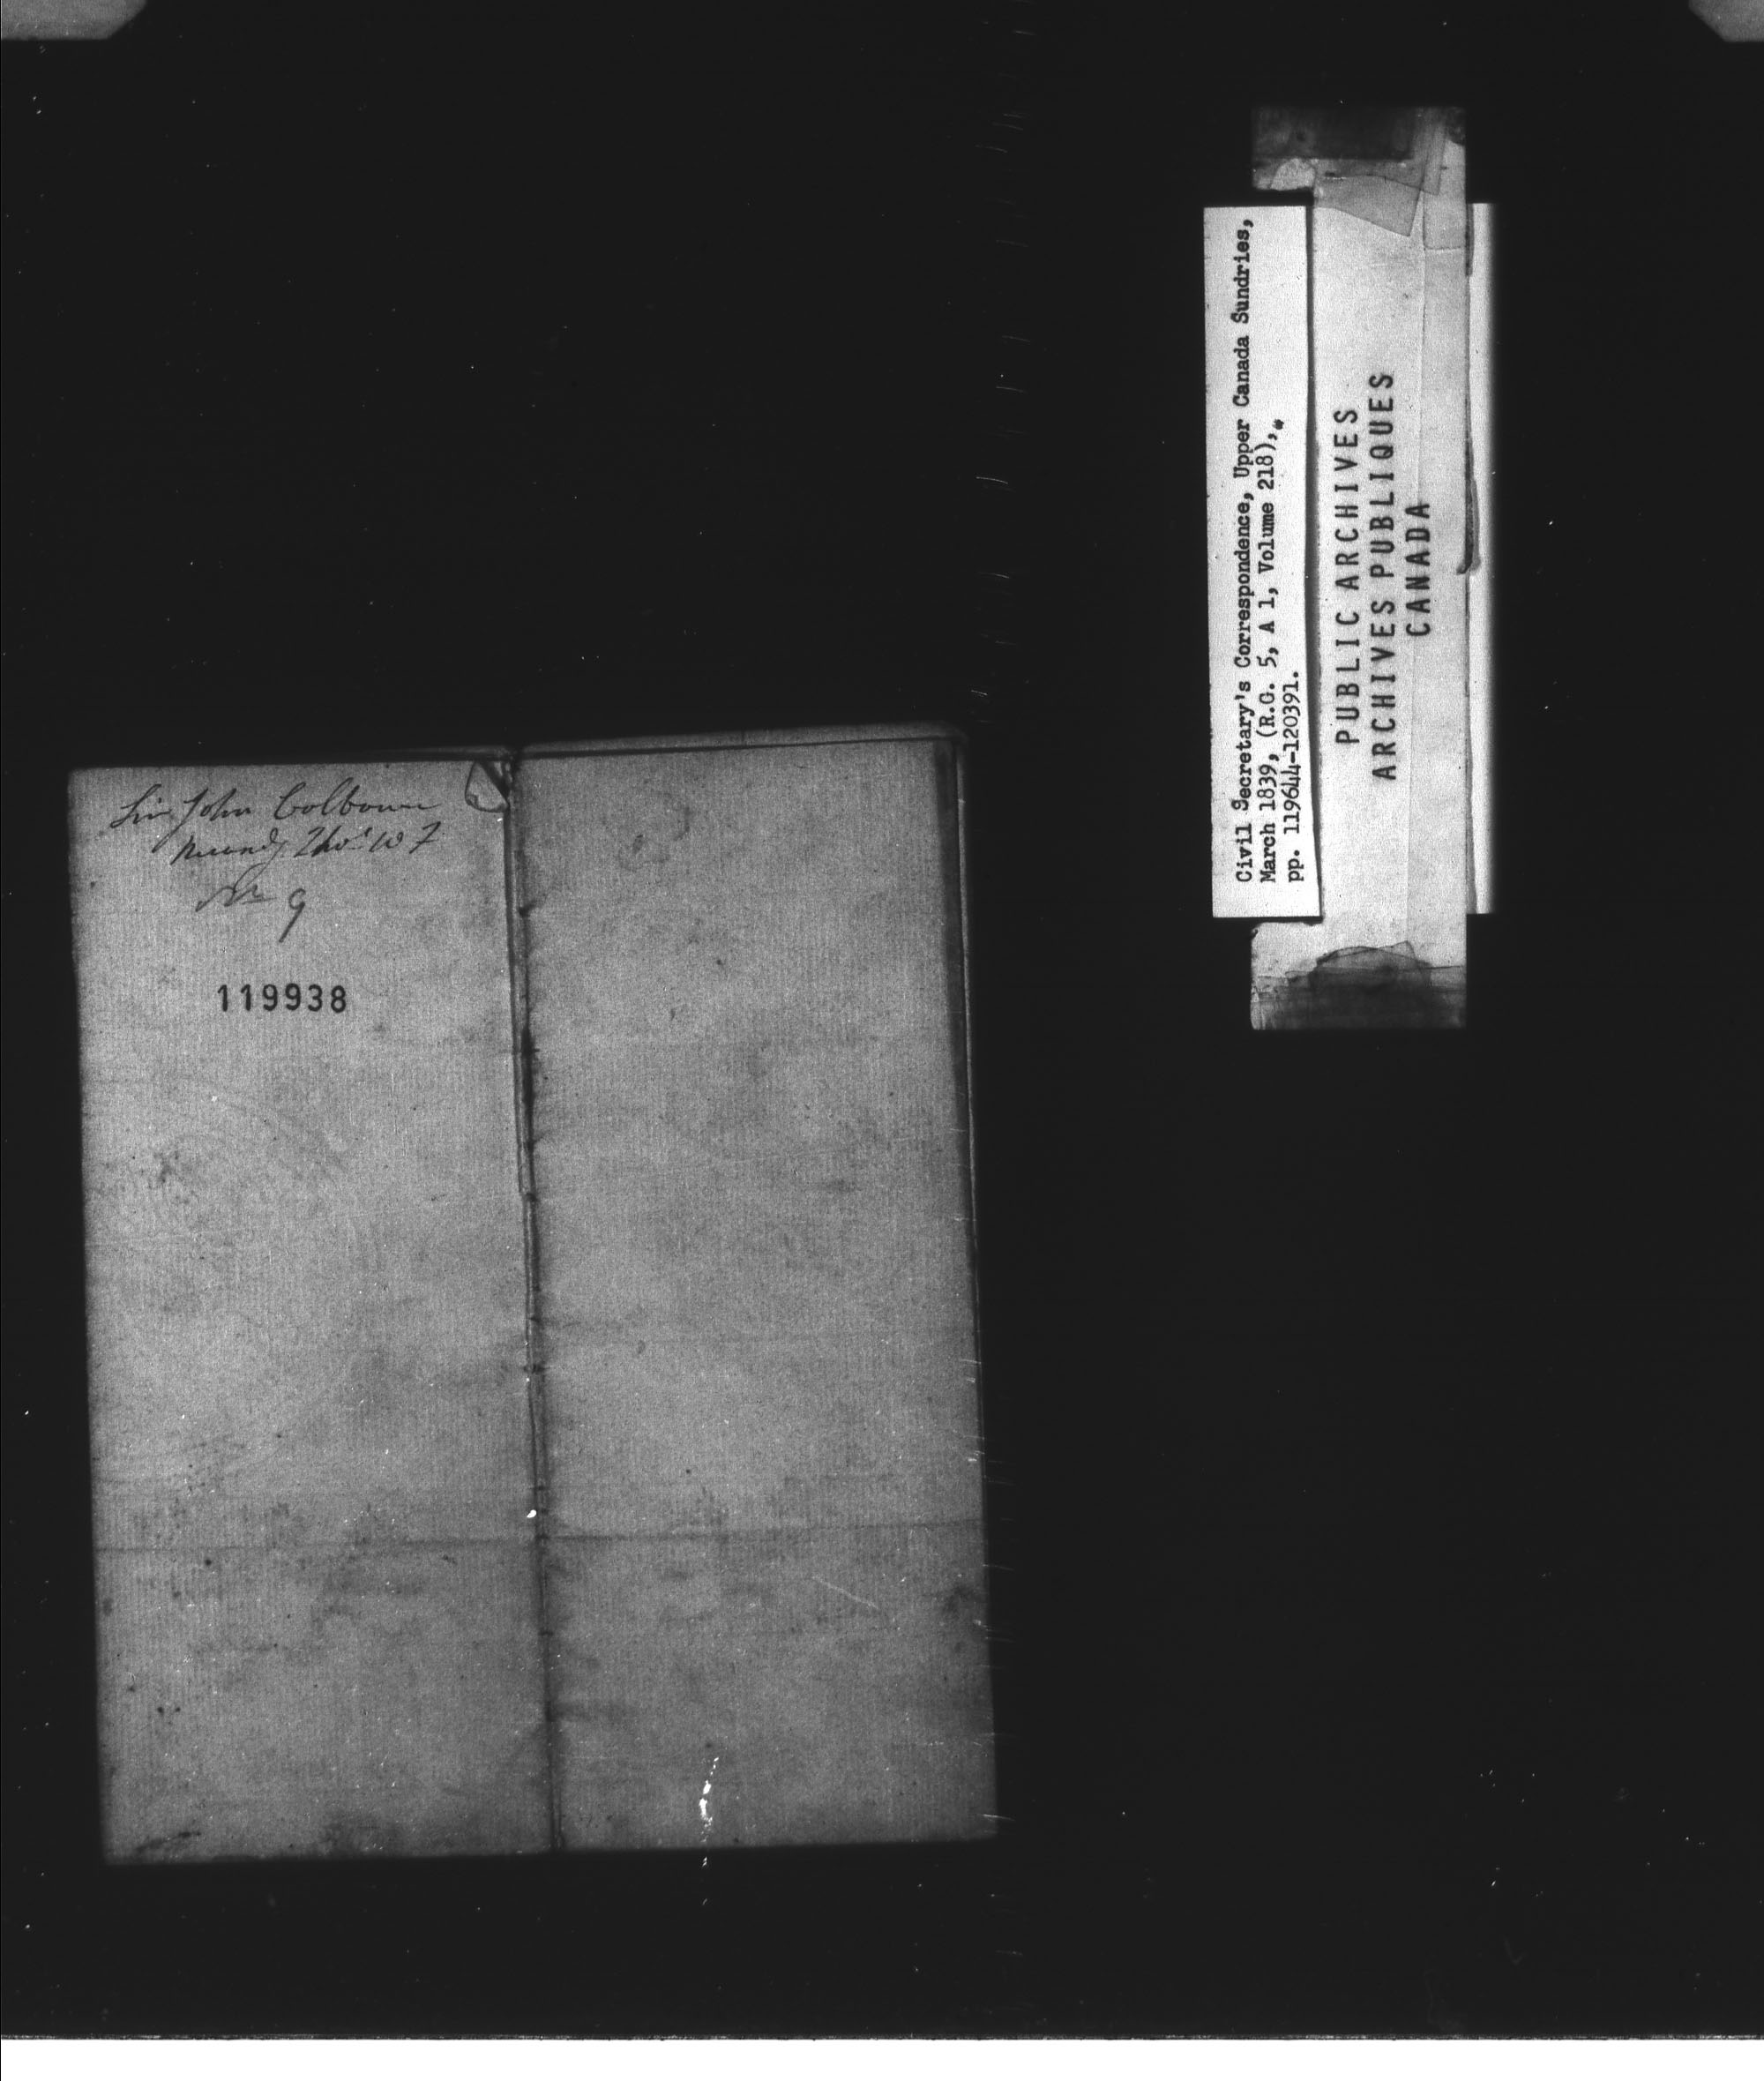 Sir John Colborne
No 9
119938
Civil Secretary's Correspondence, Upper Canada Sundries,
March 1839, (R.G. 5, A 1, Volume 218),
pp. 119644-120391.
PUBLIC ARCHIVES
ARCHIVES PUBLIQUES
CANADA